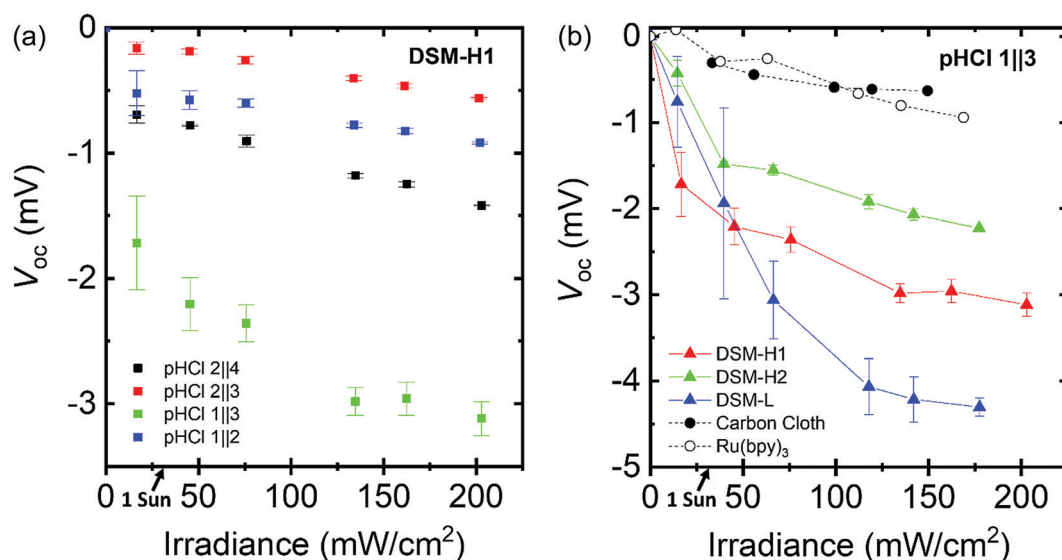 (a)
DSM-H1
0
-1
-2
-3
V_oc (mV)
pHCl 2||4
pHCl 2||3
pHCl 1||3
pHCl 1||2
0 50 100 150 200
1 Sun
Irradiance (mW/cm²)
(b)
pHCl 1||3
0
-1
-2
-3
-4
-5
V_oc (mV)
DSM-H1
DSM-H2
DSM-L
Carbon Cloth
Ru(bpy)₃
0 50 100 150 200
1 Sun
Irradiance (mW/cm²)